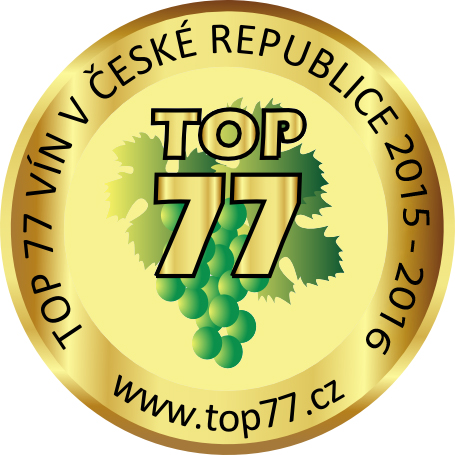 TOP 77 VÍN V ČESKÉ REPUBLICE 2015 - 2016
TOP
77
www.top77.cz